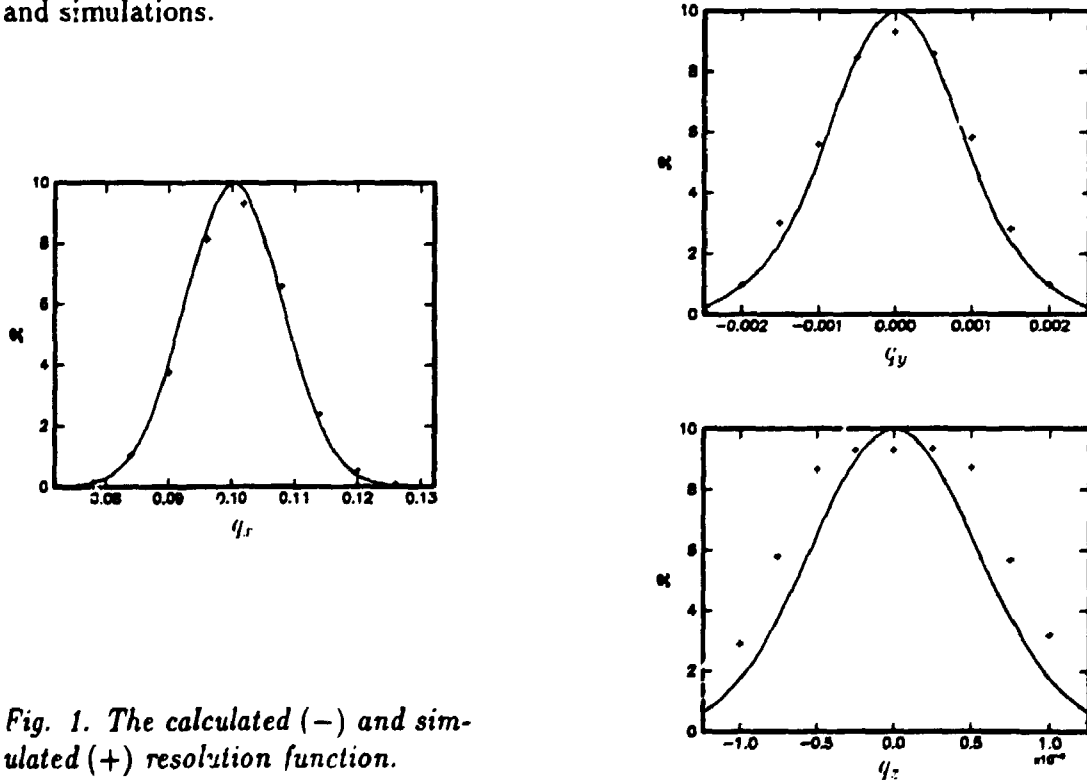 and simulations.
10
8
6
4
2
0
ℛ
0.08 0.09 0.10 0.11 0.12 0.13
q_x
10
8
6
4
2
0
ℛ
−0.002 −0.001 0.000 0.001 0.002
q_y
10
8
6
4
2
0
ℛ
−1.0 −0.5 0.0 0.5 1.0
q_z
Fig. 1. The calculated (−) and sim-
ulated (+) resolution function.